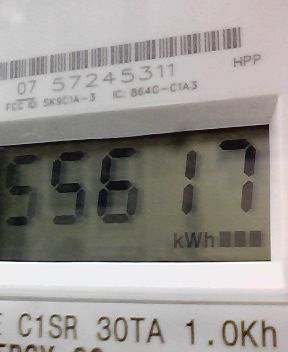 07 57245311
HPP
FCC ID: SK9C1A-3 IC: 864G-C1A3
55617
kWh
C1SR 30TA 1.0Kh